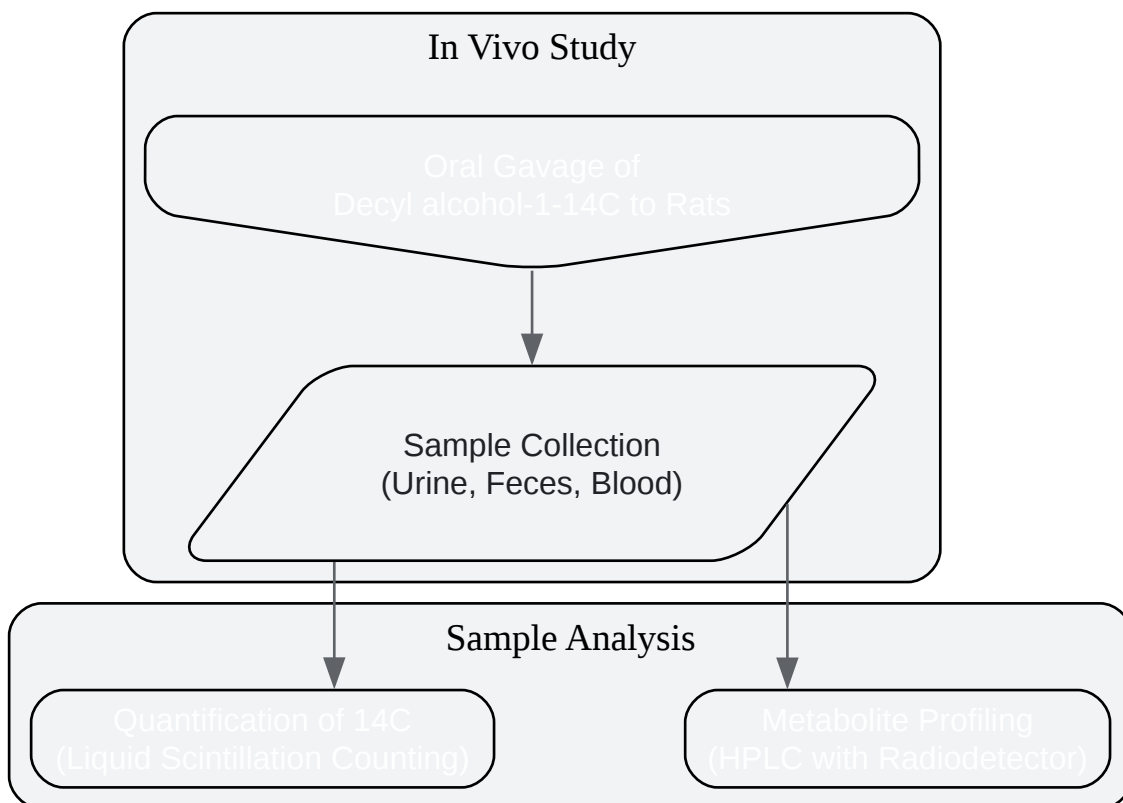 In Vivo Study
Oral Gavage of
Decyl alcohol-1-14C to Rats
Sample Collection
(Urine, Feces, Blood)
Sample Analysis
Quantification of 14C
(Liquid Scintillation Counting)
Metabolite Profiling
(HPLC with Radiodetector)